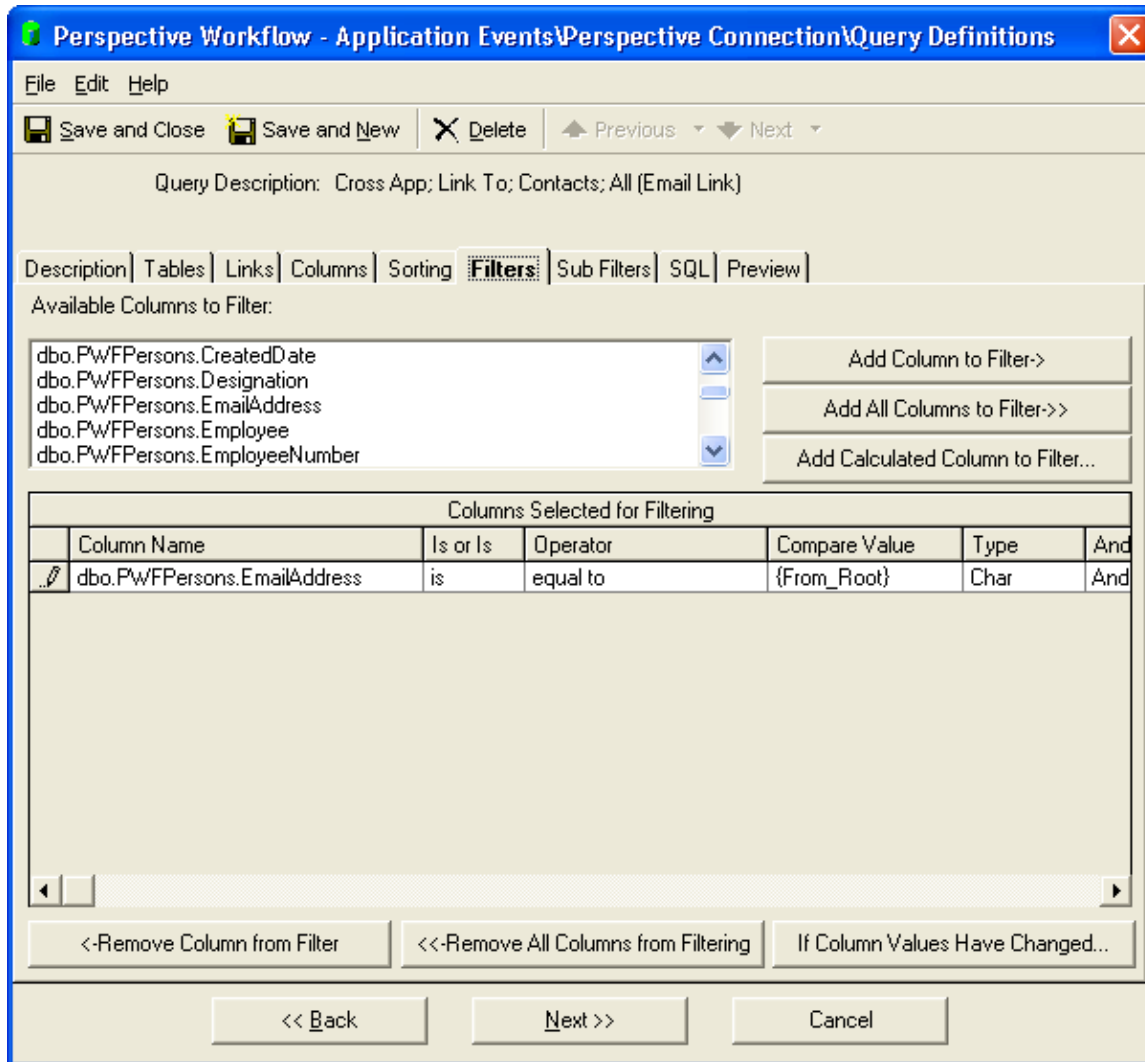 Perspective Workflow - Application Events\Perspective Connection\Query Definitions
File Edit Help
Save and Close Save and New Delete Previous Next
Query Description: Cross App; Link To; Contacts; All (Email Link)
Description Tables Links Columns Sorting Filters Sub Filters SQL Preview
Available Columns to Filter:
dbo.PWFPersons.CreatedDate
dbo.PWFPersons.Designation
dbo.PWFPersons.EmailAddress
dbo.PWFPersons.Employee
dbo.PWFPersons.EmployeeNumber
Add Column to Filter->
Add All Columns to Filter->>
Add Calculated Column to Filter...
Columns Selected for Filtering
Column Name Is or Is Operator Compare Value Type And
dbo.PWFPersons.EmailAddress is equal to {From_Root} Char And
<-Remove Column from Filter <<-Remove All Columns from Filtering If Column Values Have Changed...
<< Back Next >> Cancel